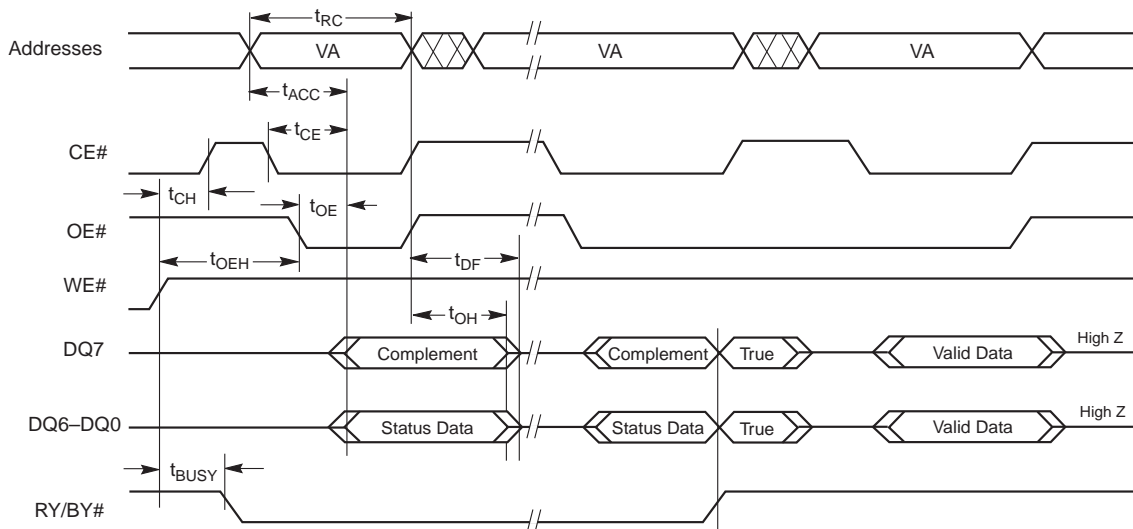 tRC
Addresses VA VA VA
tACC
tCE
CE#
tCH tOE
OE#
tOEH tDF
WE#
tOH
DQ7 Complement Complement True Valid Data High Z
DQ6–DQ0 Status Data Status Data True Valid Data High Z
tBUSY
RY/BY#